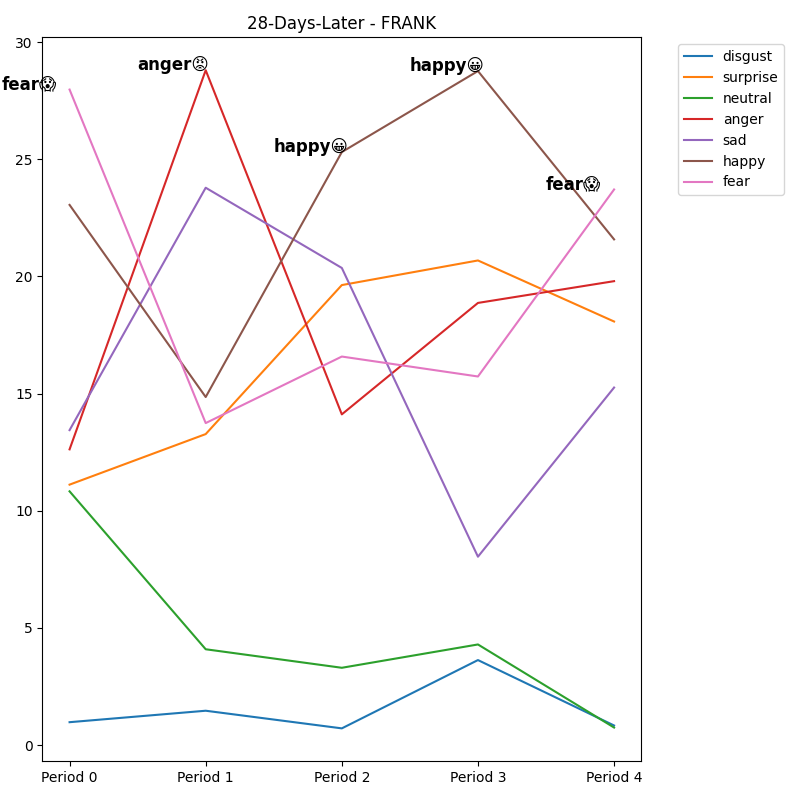 28-Days-Later - FRANK
30
25
20
15
10
5
0
fear😱
anger😡
happy😀
happy😀
fear😱
Period 0
Period 1
Period 2
Period 3
Period 4
disgust
surprise
neutral
anger
sad
happy
fear